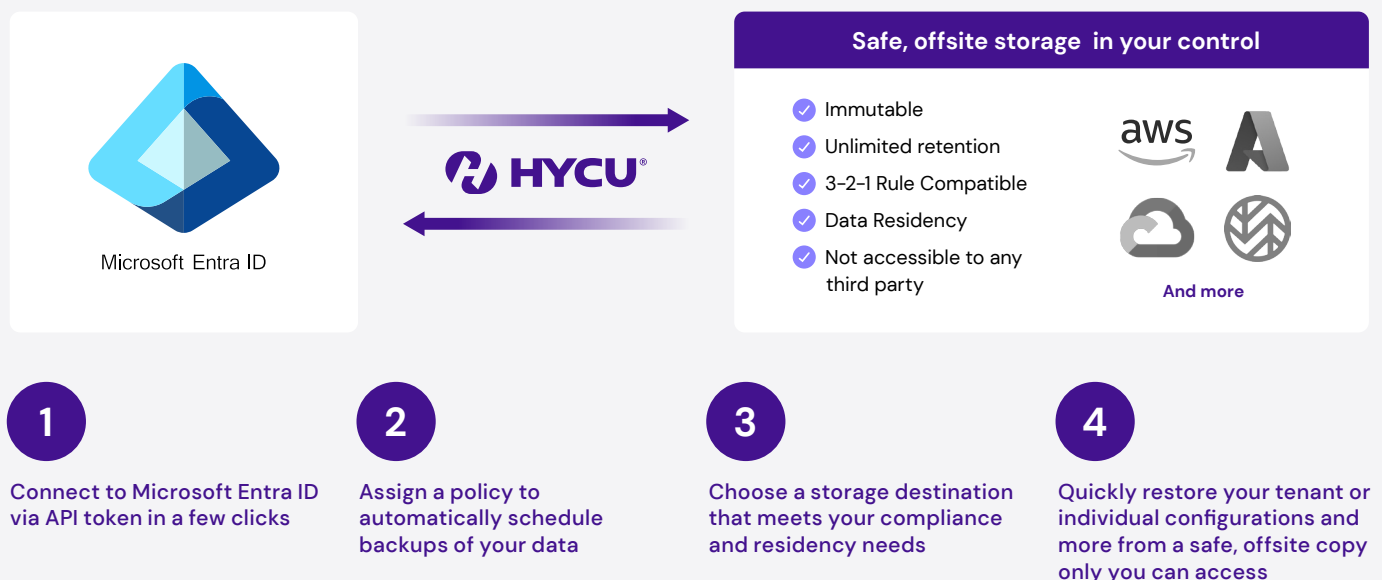 Microsoft Entra ID
HYCU®
Safe, offsite storage in your control
Immutable
Unlimited retention
3-2-1 Rule Compatible
Data Residency
Not accessible to any
third party
aws
And more
1
Connect to Microsoft Entra ID
via API token in a few clicks
2
Assign a policy to
automatically schedule
backups of your data
3
Choose a storage destination
that meets your compliance
and residency needs
4
Quickly restore your tenant or
individual configurations and
more from a safe, offsite copy
only you can access